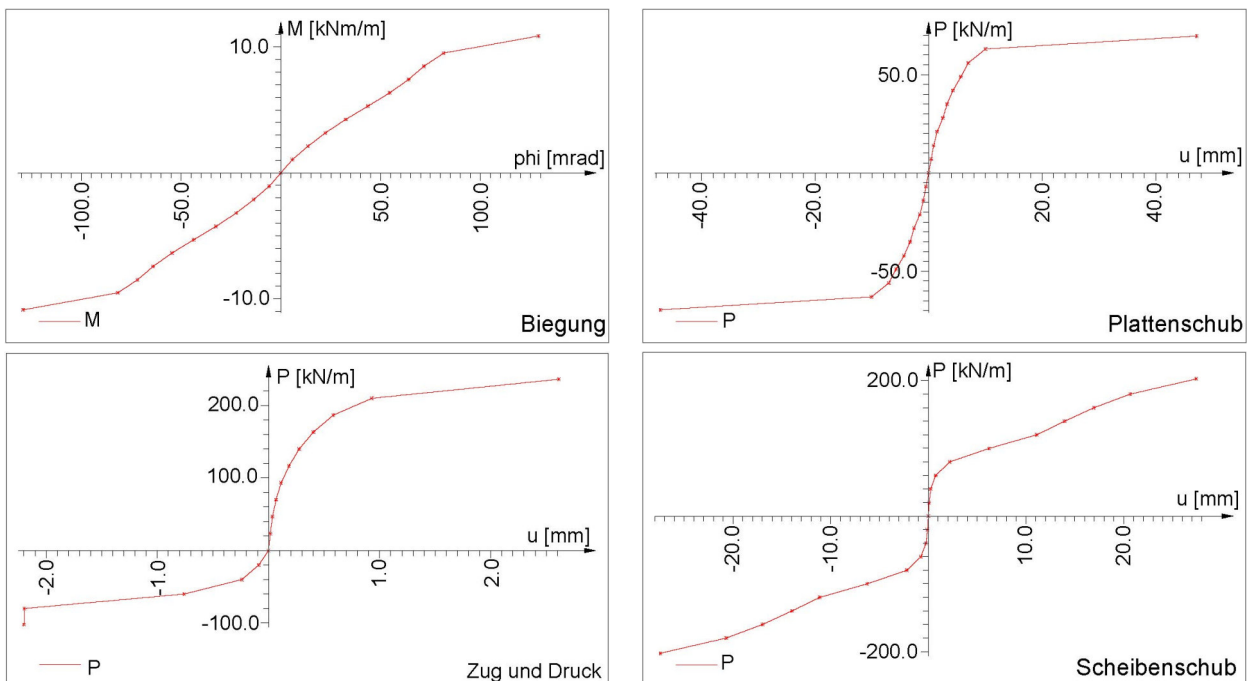 M [kNm/m]
10.0
phi [mrad]
-100.0
-50.0
50.0
100.0
-10.0
M
Biegung
P [kN/m]
50.0
u [mm]
-40.0
-20.0
20.0
40.0
-50.0
P
Plattenschub
P [kN/m]
200.0
100.0
u [mm]
-2.0
-1.0
1.0
2.0
-100.0
P
Zug und Druck
P [kN/m]
200.0
u [mm]
-20.0
-10.0
10.0
20.0
-200.0
P
Scheibenschub